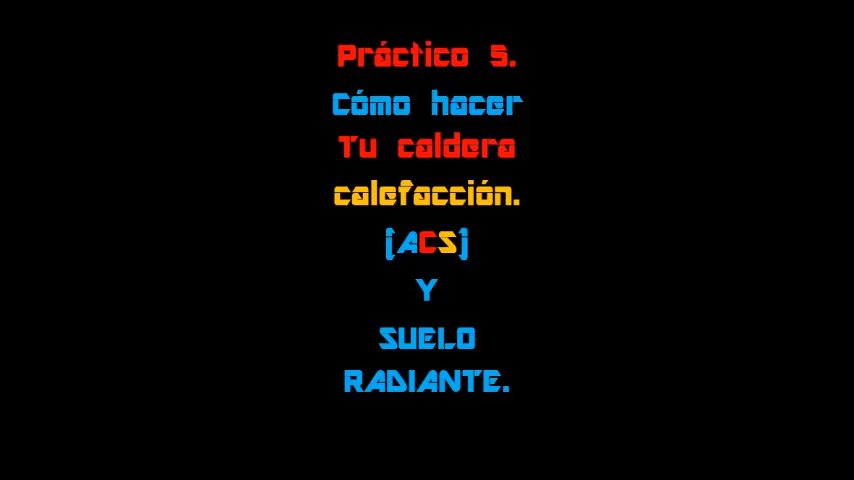 Práctico 5.
Cómo hacer
Tu caldera
calefacción.
(ACS)
Y
SUELO
RADIANTE.